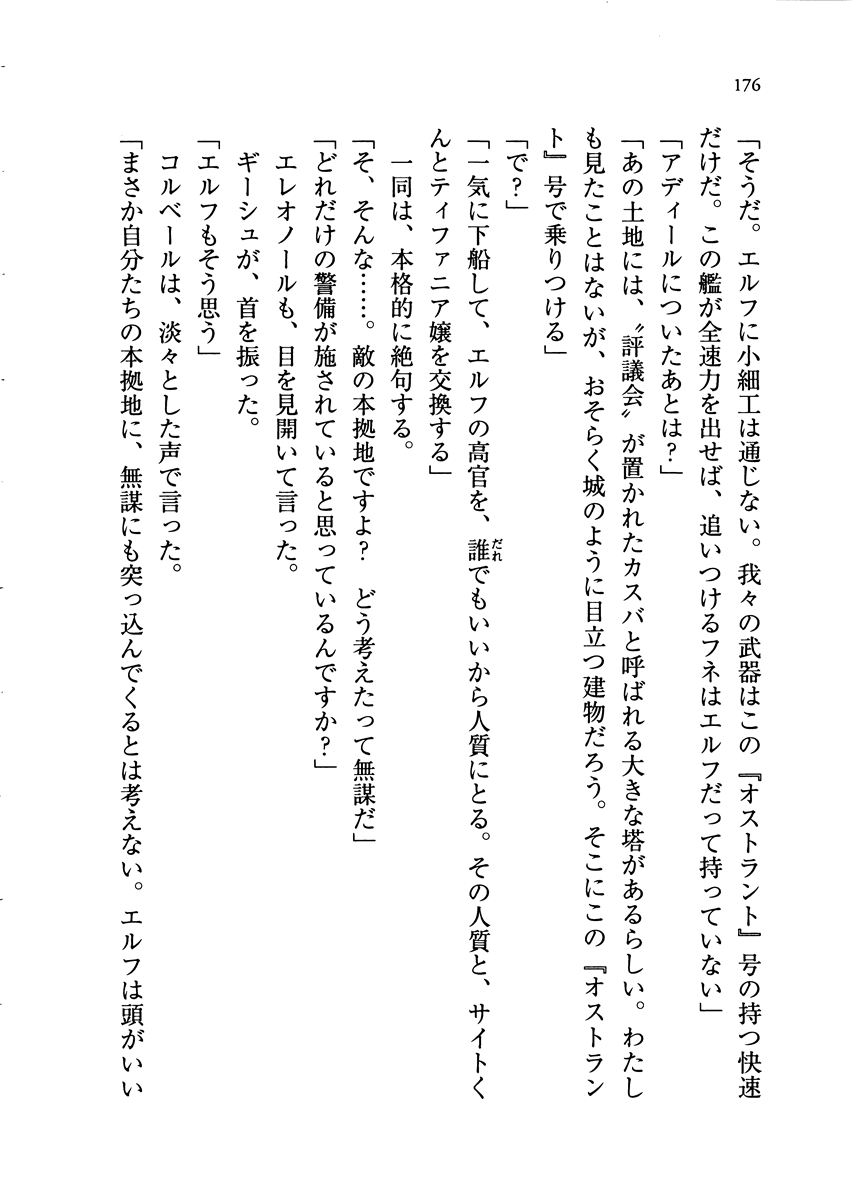 176
「そうだ。エルフに小細工は通じない。我々の武器はこの『オストラント』号の持つ快速
だけだ。この艦が全速力を出せば、追いつけるフネはエルフだって持っていない」
「アディールについたあとは？」
「あの土地には、〝評議会〟が置かれたカスバと呼ばれる大きな塔があるらしい。わたし
も見たことはないが、おそらく城のように目立つ建物だろう。そこにこの『オストラン
ト』号で乗りつける」
「で？」
「一気に下船して、エルフの高官を、誰でもいいから人質にとる。その人質と、サイトく
だれ
んとティファニア嬢を交換する」
一同は、本格的に絶句する。
「そ、そんな……。敵の本拠地ですよ？　どう考えたって無謀だ」
「どれだけの警備が施されていると思っているんですか？」
エレオノールも、目を見開いて言った。
ギーシュが、首を振った。
「エルフもそう思う」
コルベールは、淡々とした声で言った。
「まさか自分たちの本拠地に、無謀にも突っ込んでくるとは考えない。エルフは頭がいい